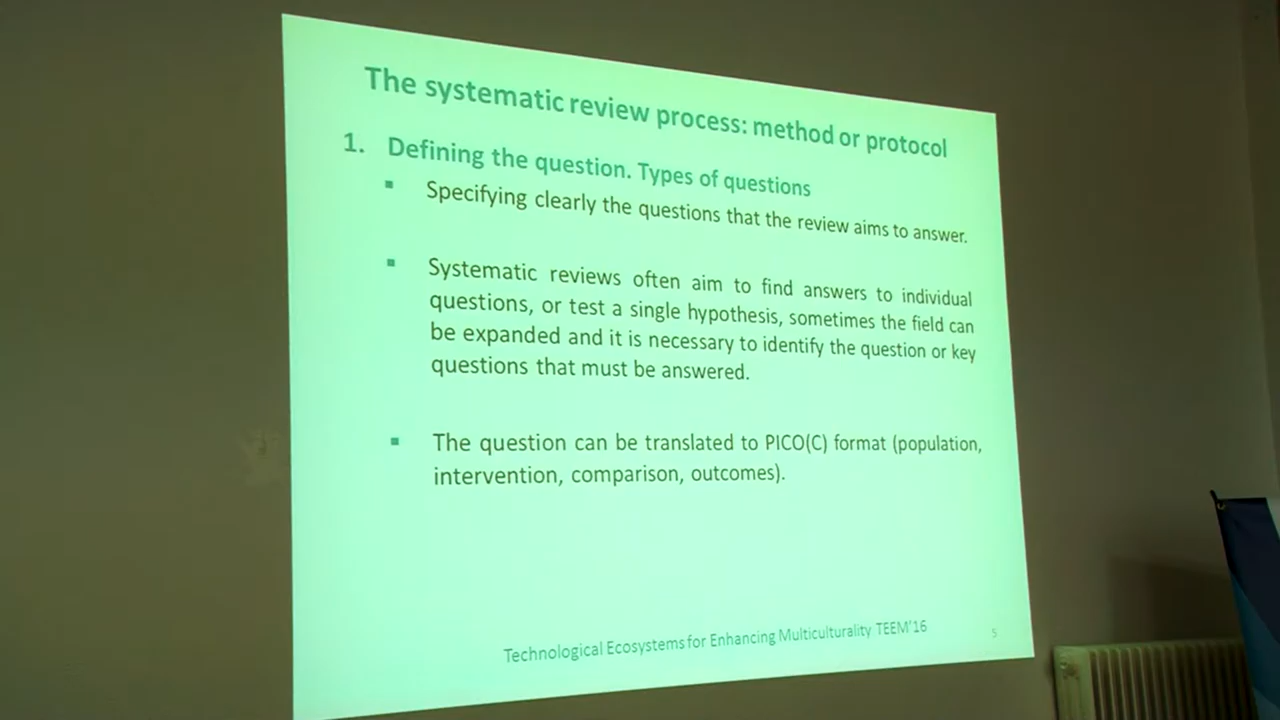 The systematic review process: method or protocol
1. Defining the question. Types of questions
▪ Specifying clearly the questions that the review aims to answer.
▪ Systematic reviews often aim to find answers to individual
questions, or test a single hypothesis, sometimes the field can
be expanded and it is necessary to identify the question or key
questions that must be answered.
▪ The question can be translated to PICO(C) format (population,
intervention, comparison, outcomes).
Technological Ecosystems for Enhancing Multiculturality TEEM'16
5